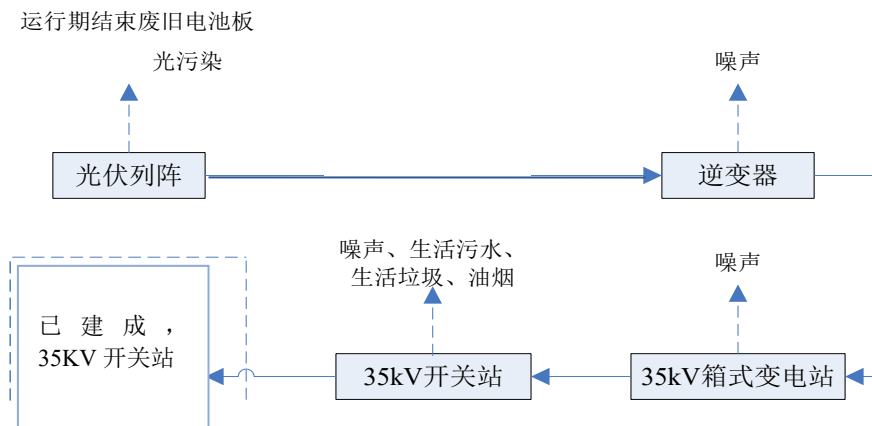 运行期结束废旧电池板
光污染
噪声
光伏列阵
逆变器
噪声、生活污水、
生活垃圾、油烟
噪声
已建成，
35KV 开关站
35kV开关站
35kV箱式变电站